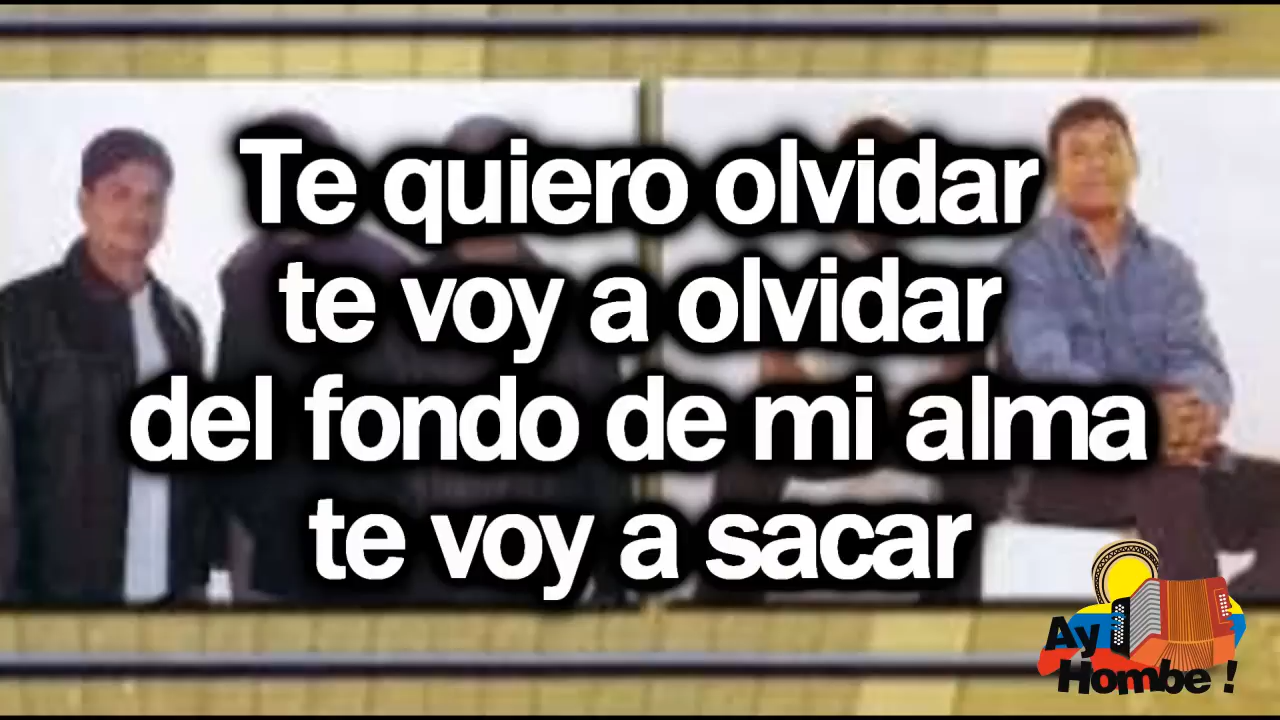 Te quiero olvidar
te voy a olvidar
del fondo de mi alma
te voy a sacar
Ay
Hombe !